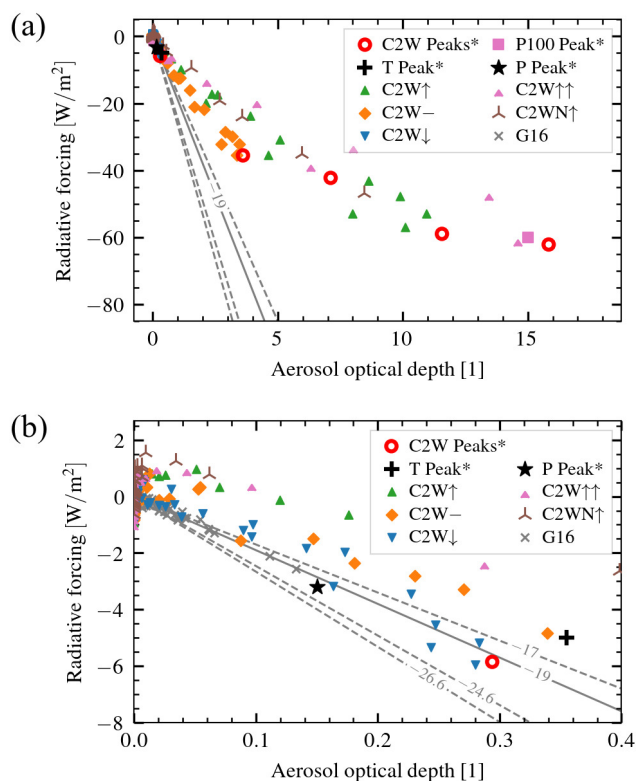 (a)
0
−20
−40
−60
−80
Radiative forcing [W/m²]
C2W Peaks*
P100 Peak*
T Peak*
P Peak*
C2W↑
C2W↑↑
C2W−
C2WN↑
C2W↓
G16
−19
0
5
10
15
Aerosol optical depth [1]
(b)
2
0
−2
−4
−6
−8
Radiative forcing [W/m²]
C2W Peaks*
T Peak*
P Peak*
C2W↑
C2W↑↑
C2W−
C2WN↑
C2W↓
G16
−17
−19
−24.6
−26.6
0.0
0.1
0.2
0.3
0.4
Aerosol optical depth [1]